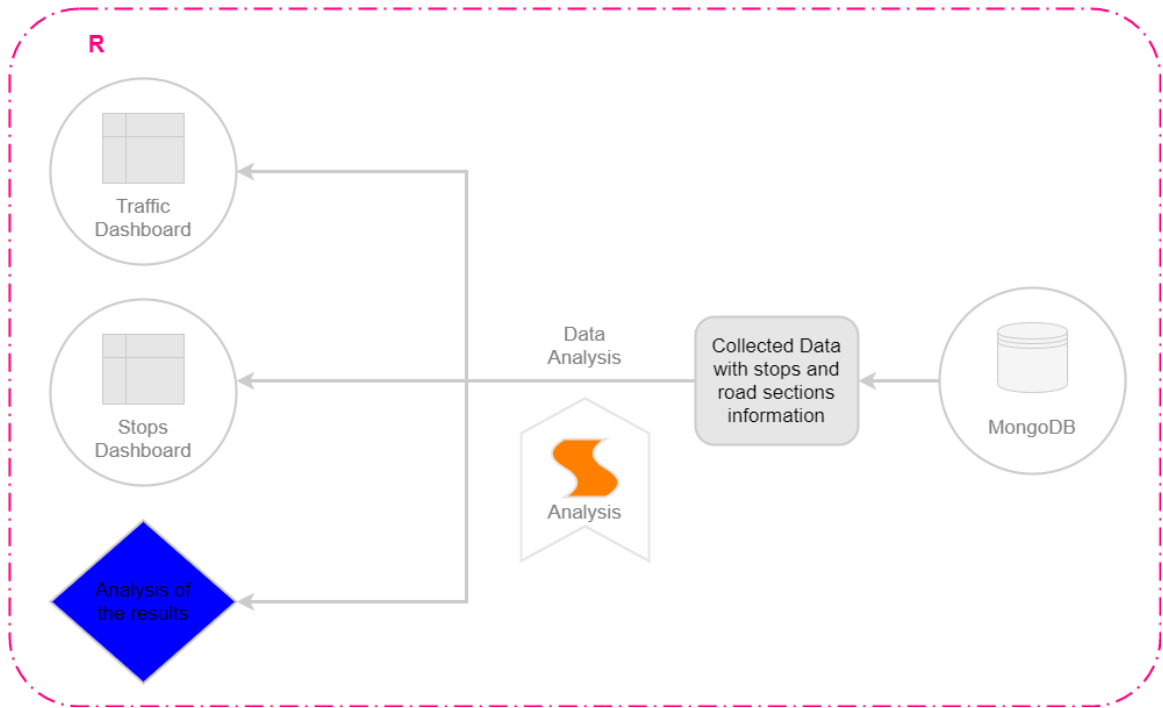 R
Traffic
Dashboard
Stops
Dashboard
Analysis of
the results
Data
Analysis
Analysis
Collected Data
with stops and
road sections
information
MongoDB